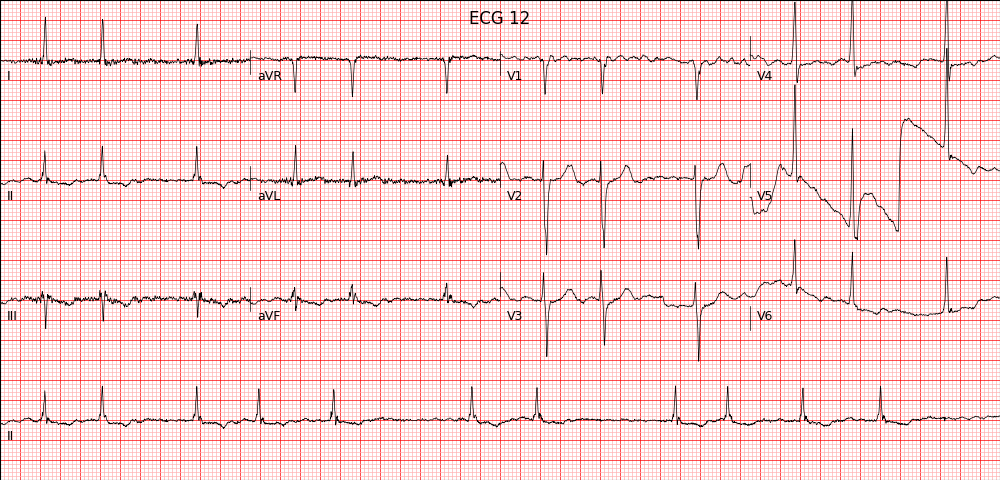 ECG 12
I aVR V1 V4
II aVL V2 V5
III aVF V3 V6
II